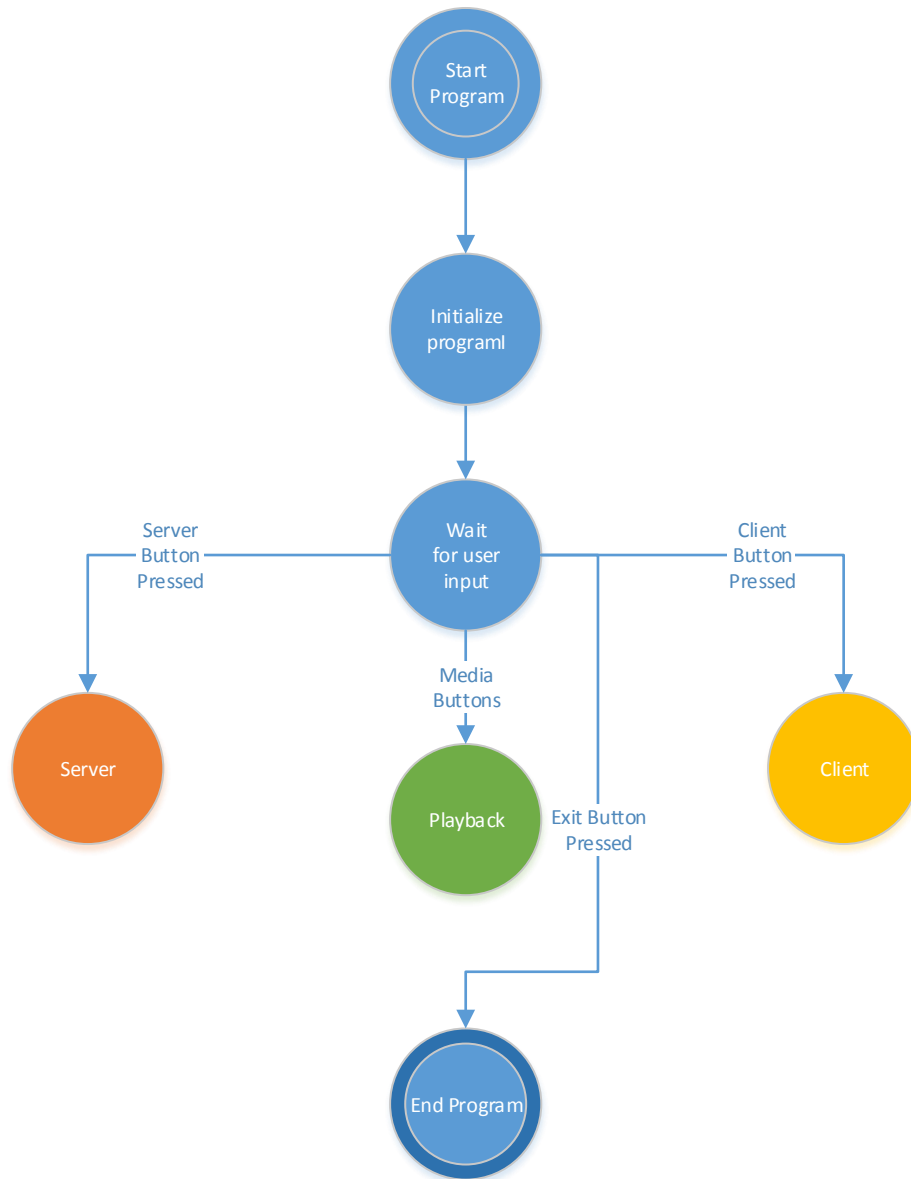 Start
Program
Initialize
programl
Wait
for user
input
Server
Button
Pressed
Client
Button
Pressed
Media
Buttons
Server
Playback
Client
Exit Button
Pressed
End Program